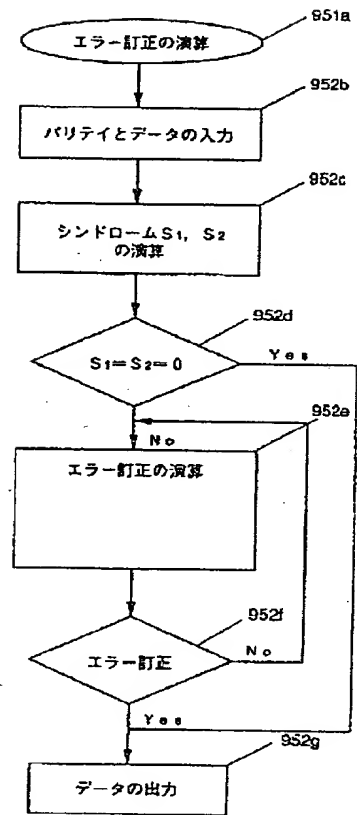 951a
エラー訂正の演算
952b
パリテイとデータの入力
952c
シンドロームS1, S2
の演算
952d
S1=S2=0
Yes
No
952e
エラー訂正の演算
952f
エラー訂正
No
Yes
952g
データの出力